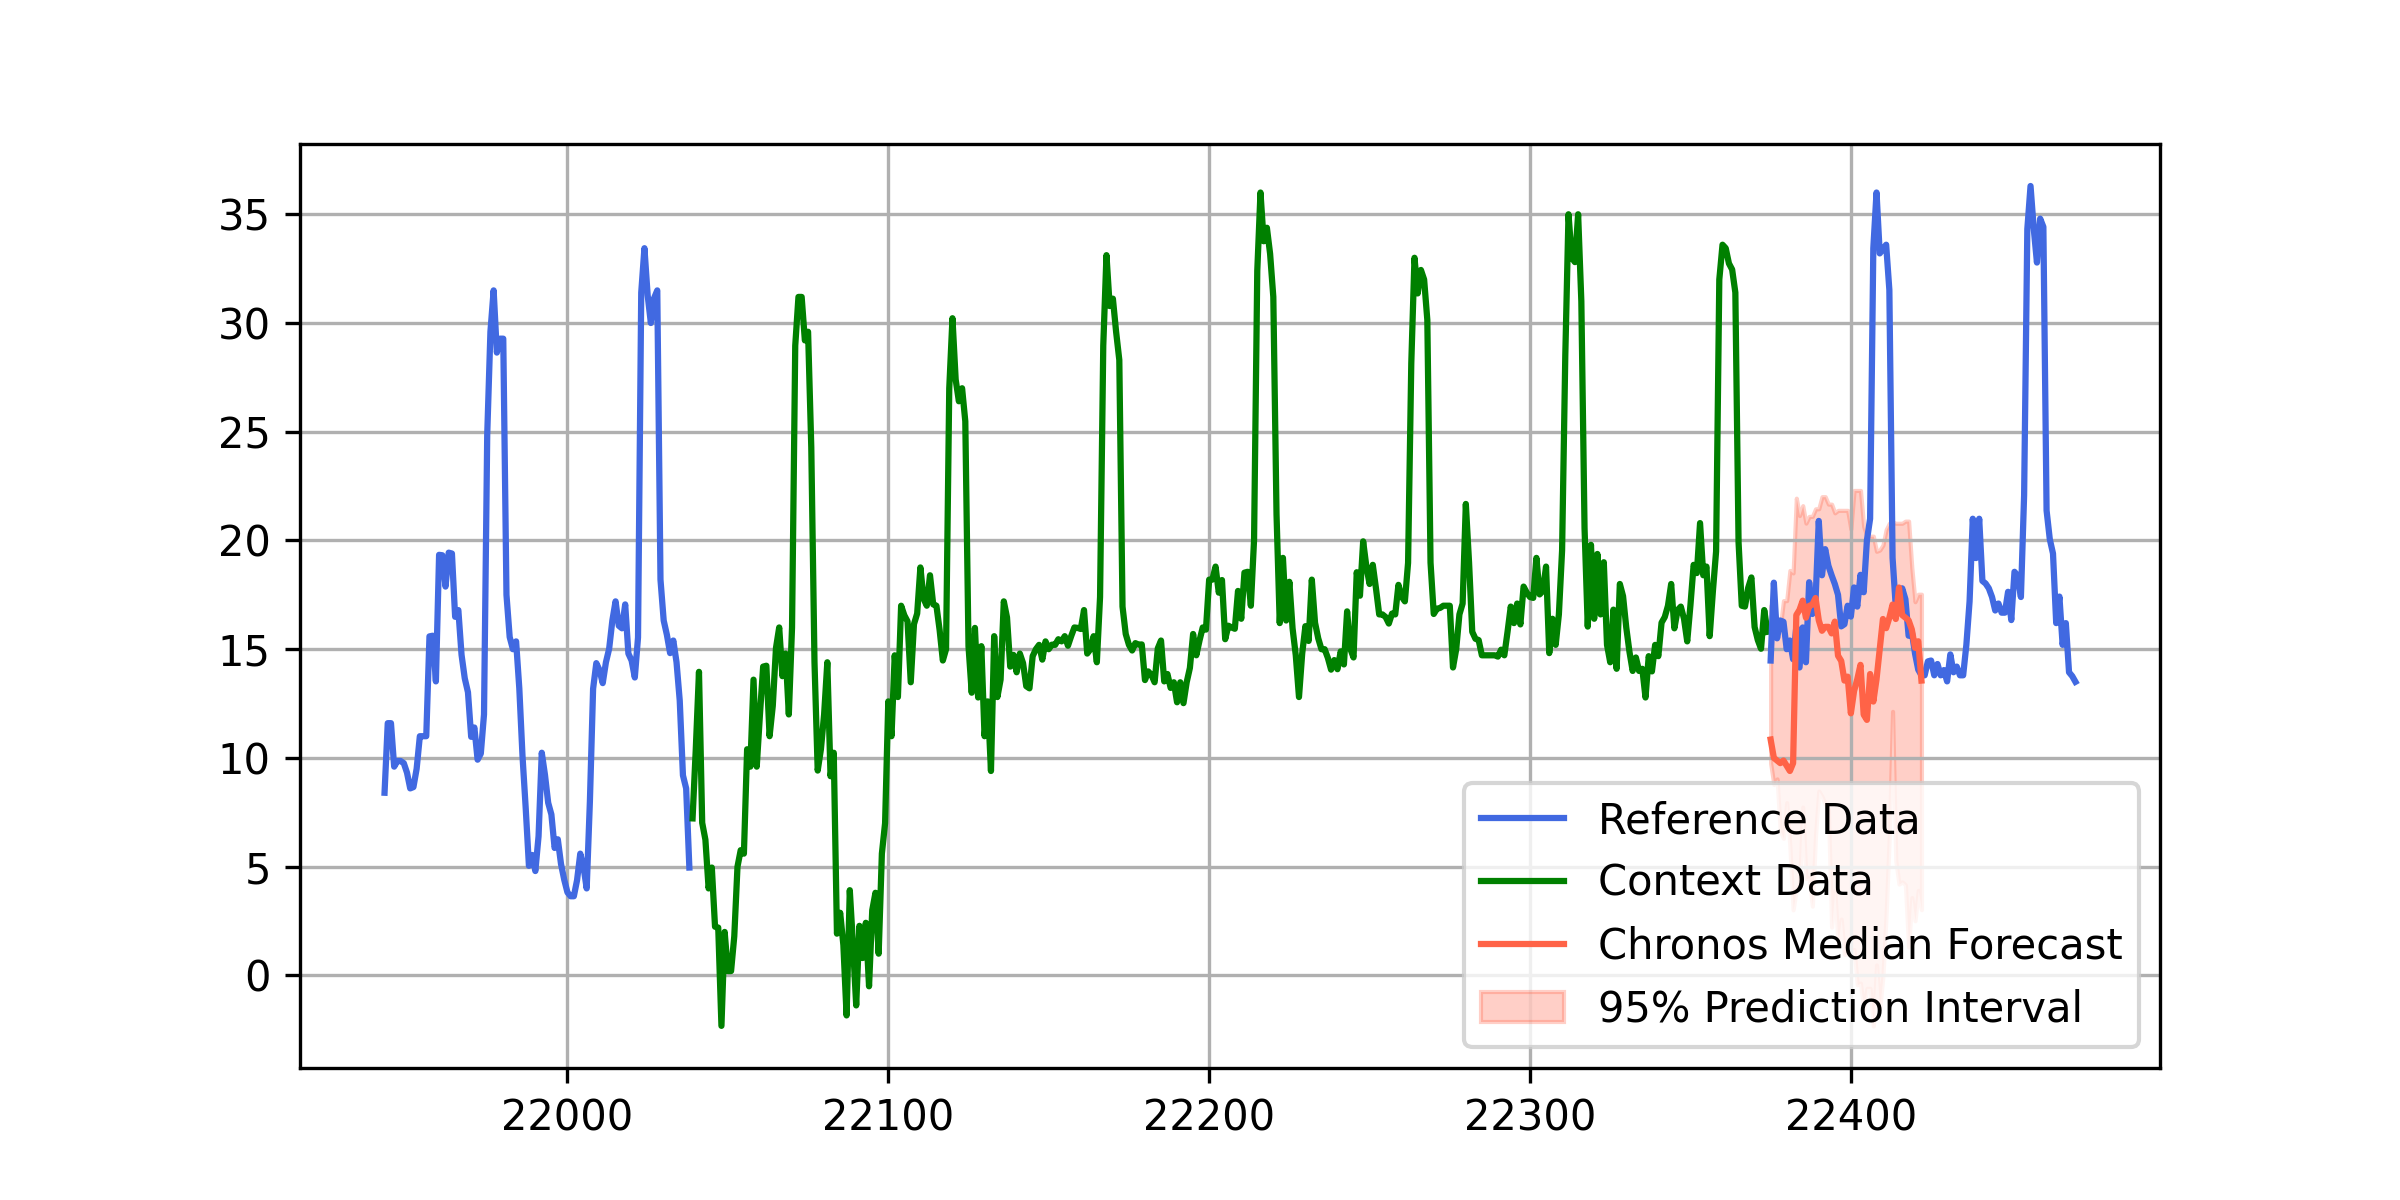 35
30
25
20
15
10
5
0
22000 22100 22200 22300 22400
Reference Data
Context Data
Chronos Median Forecast
95% Prediction Interval